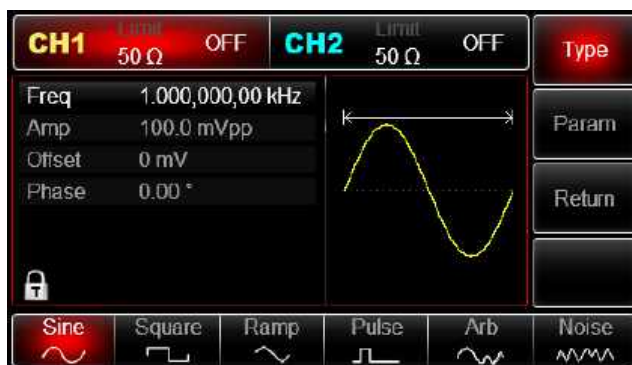 CH1 Limit OFF CH2 Limit OFF
50 Ω 50 Ω
Type
Freq 1.000,000,00 kHz
Amp 100.0 mVpp
Param
Offset 0 mV
Phase 0.00 °
Return
T
Sine Square Ramp Pulse Arb Noise